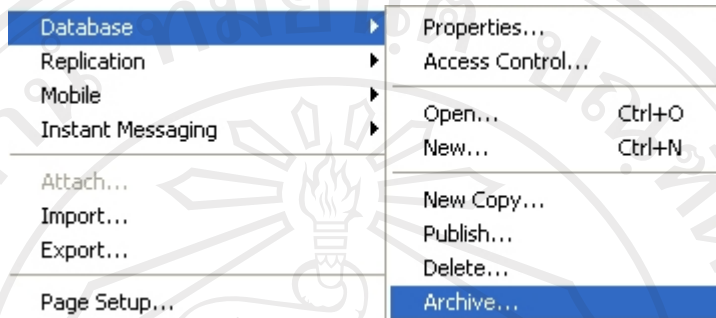 Database
Replication
Mobile
Instant Messaging
Attach...
Import...
Export...
Page Setup...
Properties...
Access Control...
Open... Ctrl+O
New... Ctrl+N
New Copy...
Publish...
Delete...
Archive...